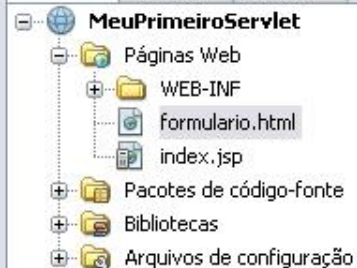 MeuPrimeiroServlet
Páginas Web
WEB-INF
formulario.html
index.jsp
Pacotes de código-fonte
Bibliotecas
Arquivos de configuração